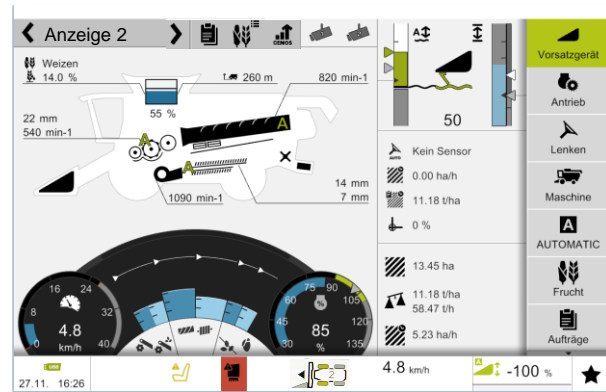 Anzeige 2
CEMOS
Vorsatzgerät
Weizen
14.0 %
260 m
820 min-1
55 %
22 mm
540 min-1
A
A
A
1090 min-1
14 mm
7 mm
A
50
Antrieb
Lenken
Maschine
A
AUTOMATIC
Frucht
Aufträge
AUTO
Kein Sensor
0.00 ha/h
11.18 t/ha
0 %
13.45 ha
11.18 t/ha
58.47 t/h
5.23 ha/h
0
8
16
24
32
40
4.8
km/h
30
45
60
75
90
105
120
135
85
%
27.11.
16:26
USB
2
4.8 km/h
-100 %